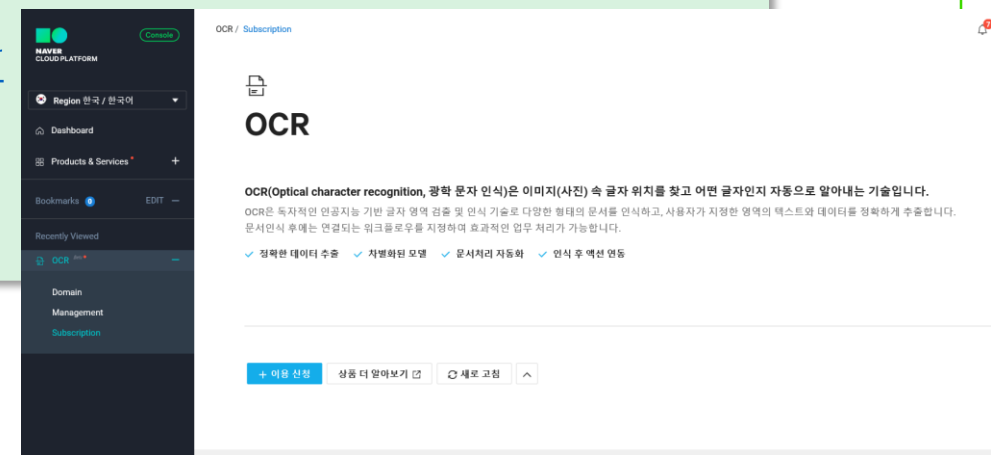 NAVER
CLOUD PLATFORM
Console
Region 한국 / 한국어
Dashboard
Products & Services
Bookmarks 0 EDIT
Recently Viewed
OCR
Domain
Management
Subscription
OCR / Subscription
OCR
OCR(Optical character recognition, 광학 문자 인식)은 이미지(사진) 속 글자 위치를 찾고 어떤 글자인지 자동으로 알아내는 기술입니다.
OCR은 독자적인 인공지능 기반 글자 영역 검출 및 인식 기술로 다양한 형태의 문서를 인식하고, 사용자가 지정한 영역의 텍스트와 데이터를 정확하게 추출합니다.
문서인식 후에는 연결되는 워크플로우를 지정하여 효과적인 업무 처리가 가능합니다.
정확한 데이터 추출 차별화된 모델 문서처리 자동화 인식 후 액션 연동
+ 이용 신청 상품 더 알아보기 새로 고침